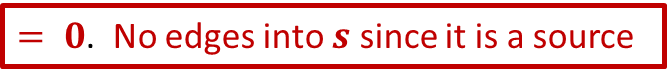 = 0. No edges into s since it is a source